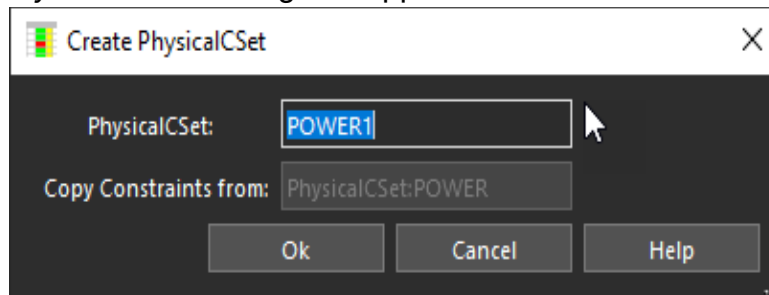 Create PhysicalCSet
PhysicalCSet: POWER1
Copy Constraints from: PhysicalCSet:POWER
Ok Cancel Help